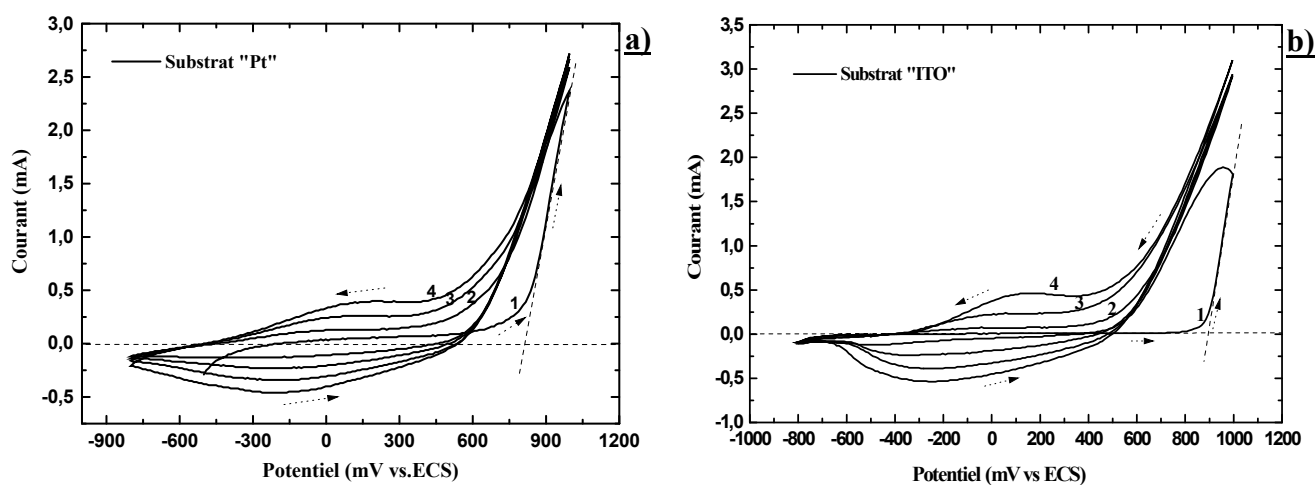 a)
Substrat "Pt"
3,0
2,5
2,0
1,5
1,0
0,5
0,0
-0,5
Courant (mA)
4
3
2
1
-900 -600 -300 0 300 600 900 1200
Potentiel (mV vs.ECS)
b)
Substrat "ITO"
3,5
3,0
2,5
2,0
1,5
1,0
0,5
0,0
-0,5
-1,0
Courant (mA)
4
3
2
1
-1000 -800 -600 -400 -200 0 200 400 600 800 1000 1200
Potentiel (mV vs ECS)